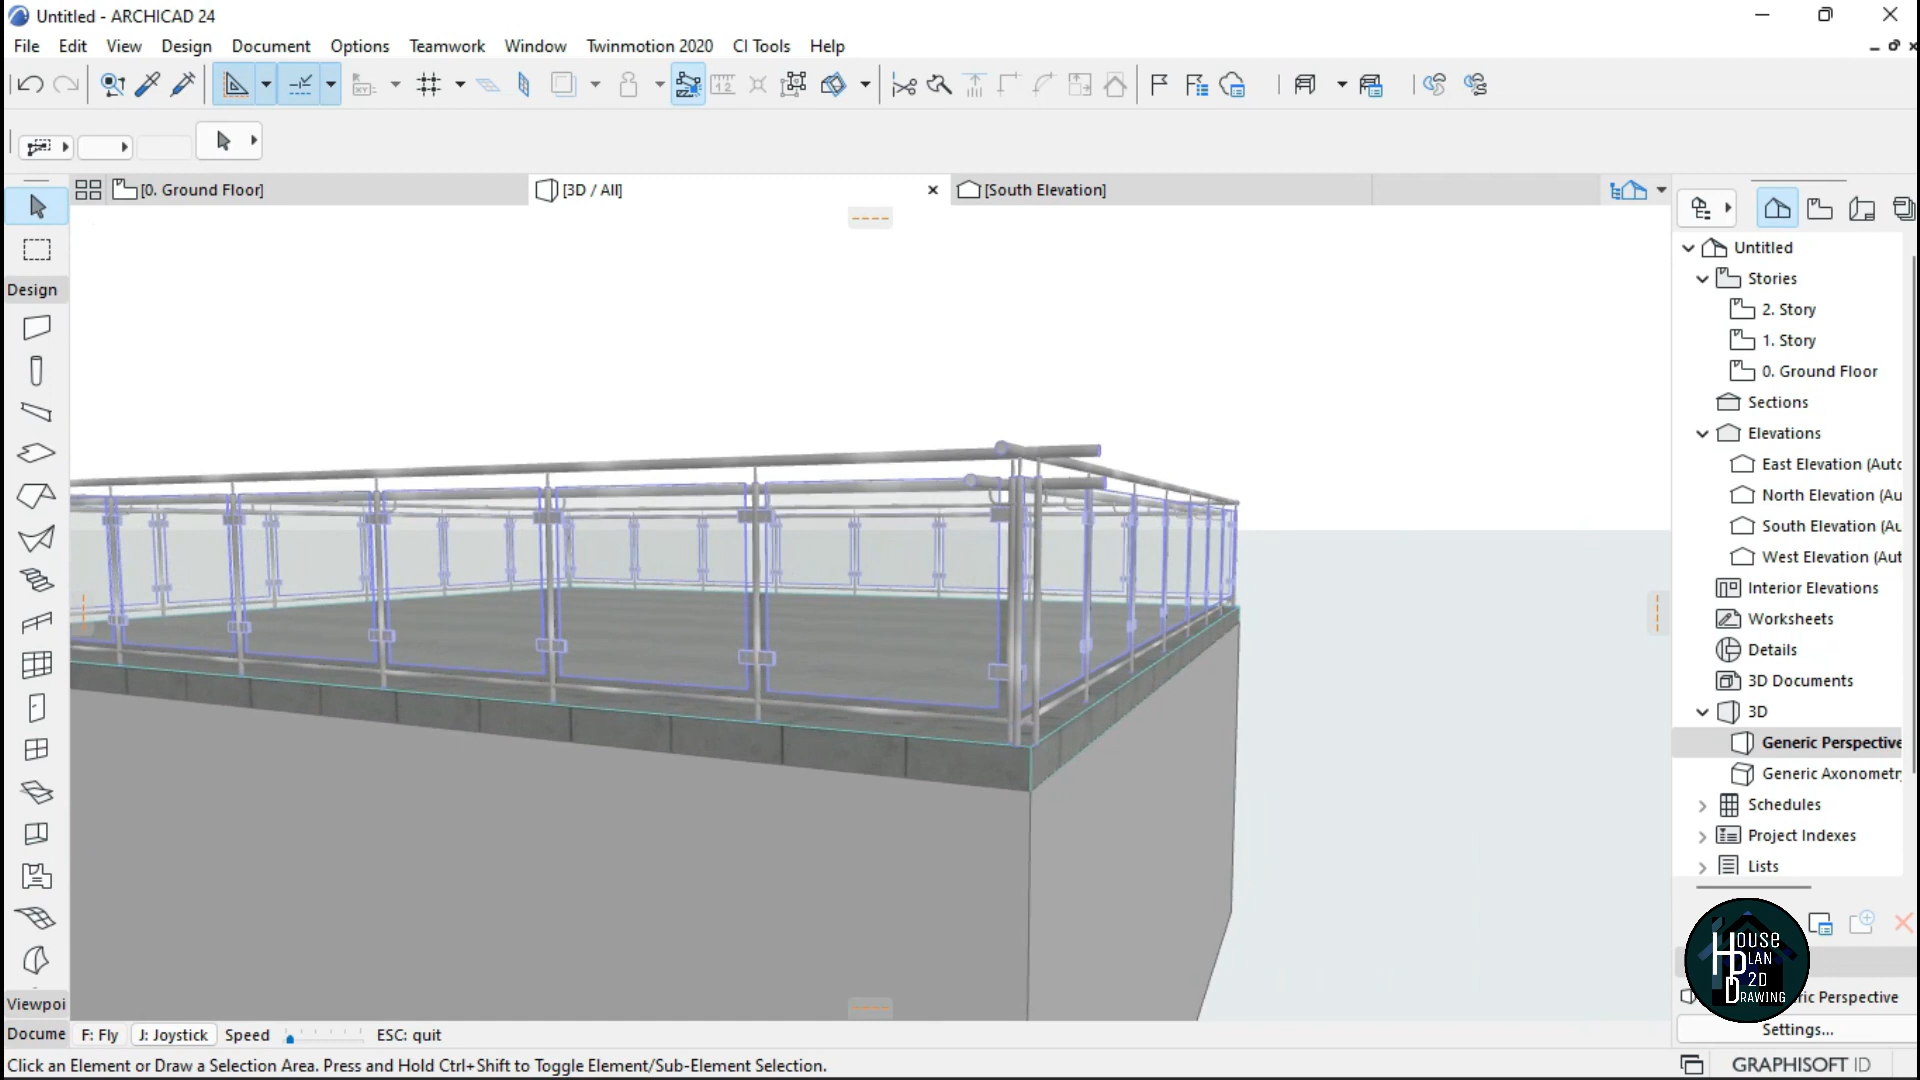 Untitled - ARCHICAD 24
File Edit View Design Document Options Teamwork Window Twinmotion 2020 CI Tools Help
[0. Ground Floor]
[3D / All]
[South Elevation]
Design
Untitled
Stories
2. Story
1. Story
0. Ground Floor
Sections
Elevations
East Elevation (Auto
North Elevation (Au
South Elevation (Au
West Elevation (Aut
Interior Elevations
Worksheets
Details
3D Documents
3D
Generic Perspective
Generic Axonometr
Schedules
Project Indexes
Lists
House
Plan
2D
Drawing
ric Perspective
Settings...
Viewpoi
Docume
F: Fly
J: Joystick
Speed
ESC: quit
Click an Element or Draw a Selection Area. Press and Hold Ctrl+Shift to Toggle Element/Sub-Element Selection.
GRAPHISOFT ID